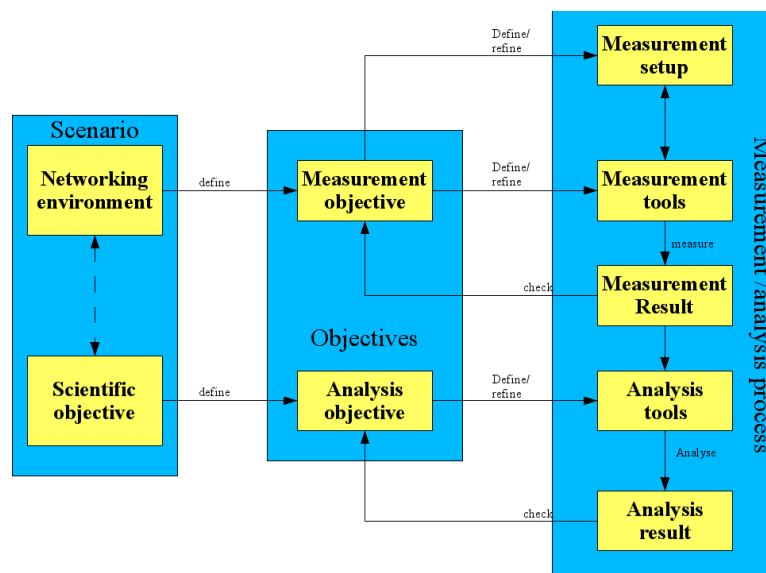 Scenario
Networking
environment
Scientific
objective
define
define
Objectives
Measurement
objective
Analysis
objective
Define/
refine
Define/
refine
Define/
refine
check
check
Measurement
setup
Measurement
tools
measure
Measurement
Result
Analysis
tools
Analyse
Analysis
result
Measurement /analysis process